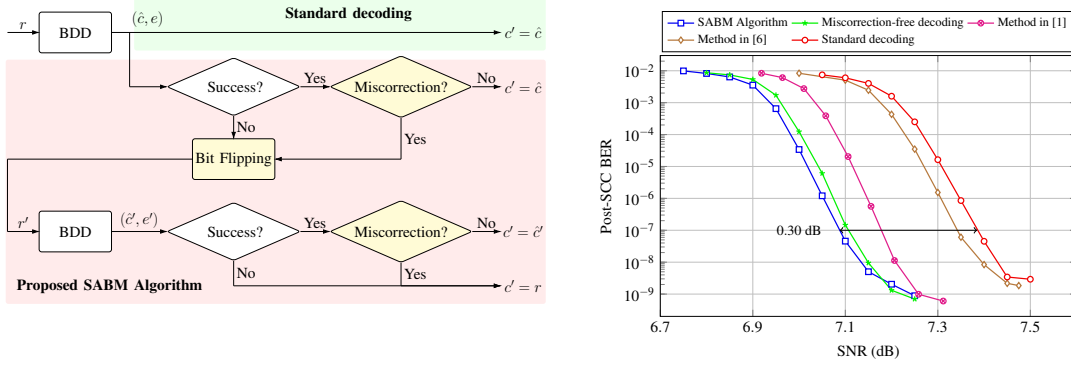 Standard decoding
r
BDD
(ĉ, e)
c′ = ĉ
Success?
Yes
Miscorrection?
No
c′ = ĉ
No
Yes
Bit Flipping
r′
BDD
(ĉ′, e′)
Success?
Yes
Miscorrection?
No
c′ = ĉ′
No
Yes
Proposed SABM Algorithm
c′ = r
SABM Algorithm
Miscorrection-free decoding
Method in [1]
Method in [6]
Standard decoding
10⁻²
10⁻³
10⁻⁴
10⁻⁵
10⁻⁶
10⁻⁷
10⁻⁸
10⁻⁹
Post-SCC BER
0.30 dB
6.7 6.9 7.1 7.3 7.5
SNR (dB)